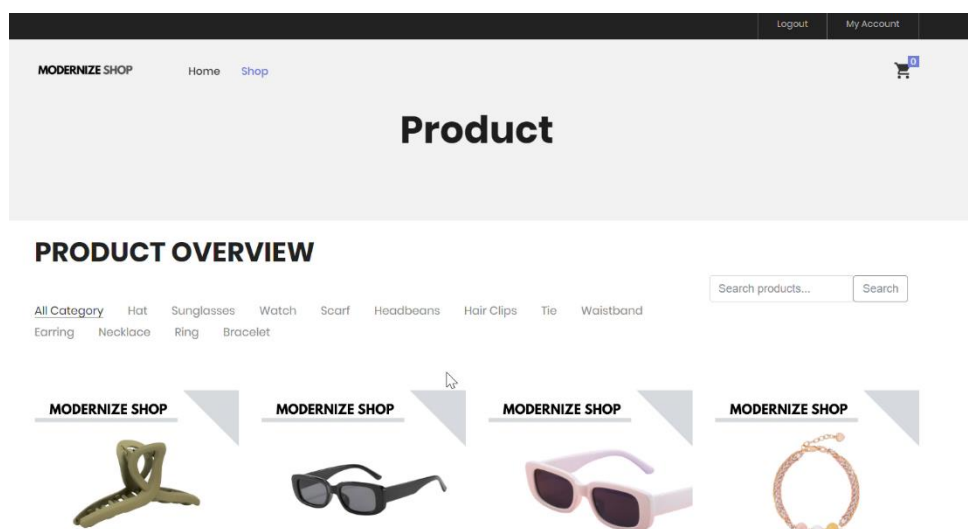 Logout My Account
MODERNIZE SHOP Home Shop 0
Product
PRODUCT OVERVIEW
Search products... Search
All Category Hat Sunglasses Watch Scarf Headbeans Hair Clips Tie Waistband
Earring Necklace Ring Bracelet
MODERNIZE SHOP MODERNIZE SHOP MODERNIZE SHOP MODERNIZE SHOP